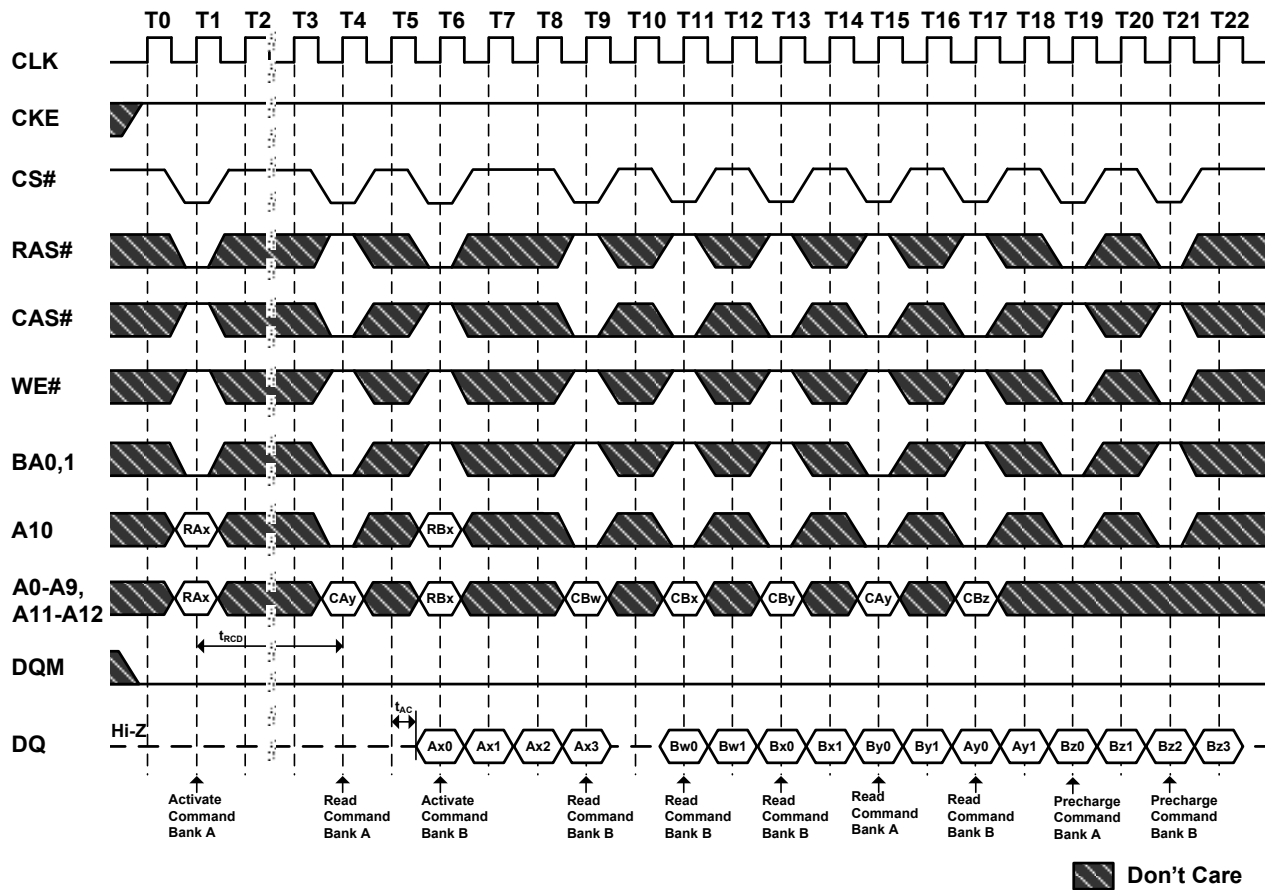 T0 T1 T2 T3 T4 T5 T6 T7 T8 T9 T10 T11 T12 T13 T14 T15 T16 T17 T18 T19 T20 T21 T22
CLK
CKE
CS#
RAS#
CAS#
WE#
BA0,1
A10 RAx RBx
A0-A9,
A11-A12 RAx CAy RBx CBw CBx CBy CAy CBz
tRCD
DQM
tAC
DQ Hi-Z Ax0 Ax1 Ax2 Ax3 Bw0 Bw1 Bx0 Bx1 By0 By1 Ay0 Ay1 Bz0 Bz1 Bz2 Bz3
Activate
Command
Bank A
Read
Command
Bank A
Activate
Command
Bank B
Read
Command
Bank B
Read
Command
Bank B
Read
Command
Bank B
Read
Command
Bank A
Read
Command
Bank B
Precharge
Command
Bank A
Precharge
Command
Bank B
Don't Care